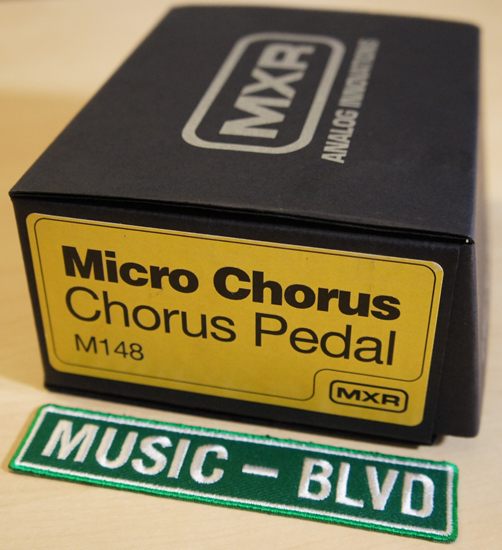 MXR
ANALOG INNOVATIONS
Micro Chorus
Chorus Pedal
M148
MXR
MUSIC – BLVD